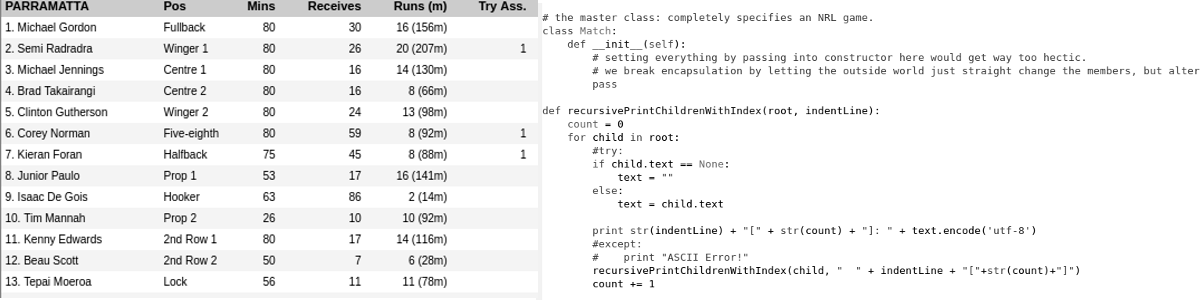 PARRAMATTA Pos Mins Receives Runs (m) Try Ass.
1. Michael Gordon Fullback 80 30 16 (156m)
2. Semi Radradra Winger 1 80 26 20 (207m) 1
3. Michael Jennings Centre 1 80 16 14 (130m)
4. Brad Takairangi Centre 2 80 16 8 (66m)
5. Clinton Gutherson Winger 2 80 24 13 (98m)
6. Corey Norman Five-eighth 80 59 8 (92m) 1
7. Kieran Foran Halfback 75 45 8 (88m) 1
8. Junior Paulo Prop 1 53 17 16 (141m)
9. Isaac De Gois Hooker 63 86 2 (14m)
10. Tim Mannah Prop 2 26 10 10 (92m)
11. Kenny Edwards 2nd Row 1 80 17 14 (116m)
12. Beau Scott 2nd Row 2 50 7 6 (28m)
13. Tepai Moeroa Lock 56 11 11 (78m)
# the master class: completely specifies an NRL game.
class Match:
    def __init__(self):
        # setting everything by passing into constructor here would get way too hectic.
        # we break encapsulation by letting the outside world just straight change the members, but alter
        pass
def recursivePrintChildrenWithIndex(root, indentLine):
    count = 0
    for child in root:
        #try:
        if child.text == None:
            text = ""
        else:
            text = child.text
        print str(indentLine) + "[" + str(count) + "]: " + text.encode('utf-8')
        #except:
        #    print "ASCII Error!"
        recursivePrintChildrenWithIndex(child, "  " + indentLine + "["+str(count)+"]")
        count += 1